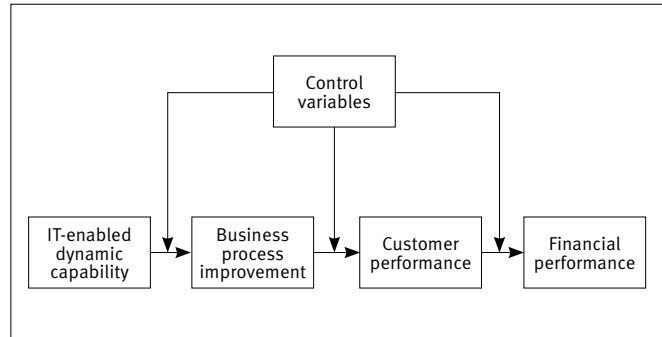 Control
variables
IT-enabled
dynamic
capability
Business
process
improvement
Customer
performance
Financial
performance